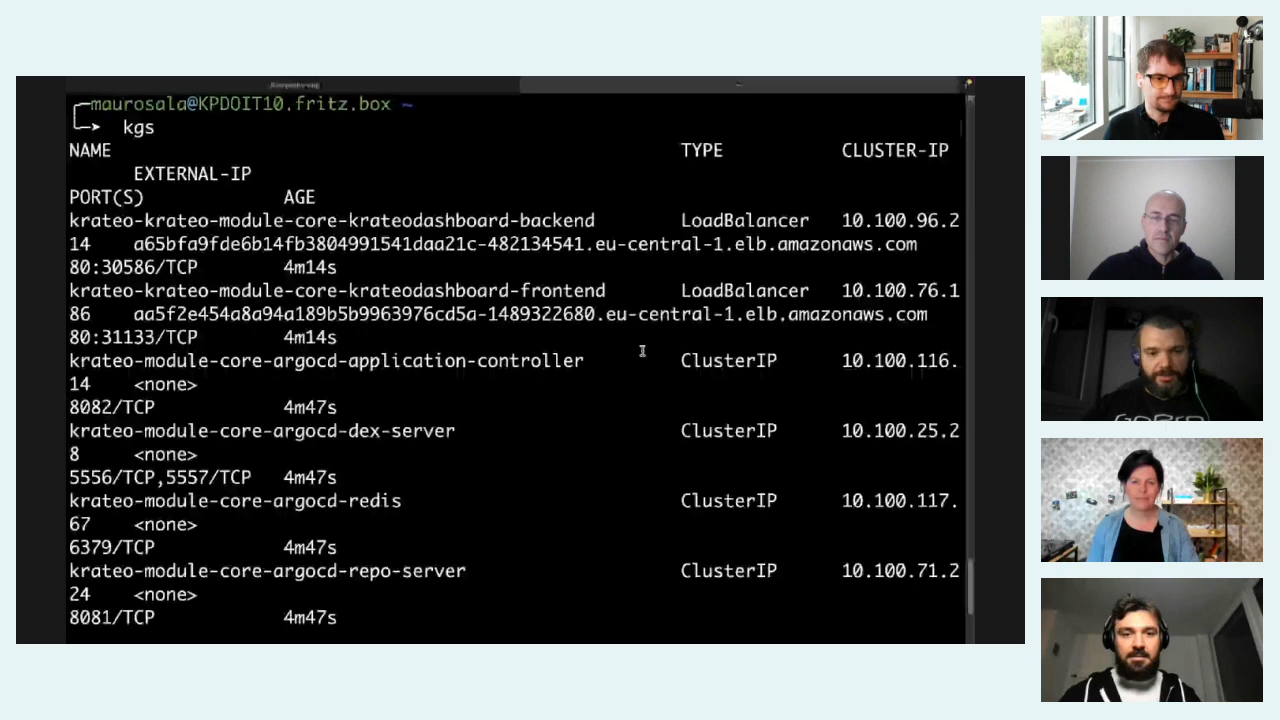 maurosala@KPDOIT10.fritz.box ~
kgs
NAME TYPE CLUSTER-IP
EXTERNAL-IP
PORT(S) AGE
krateo-krateo-module-core-krateodashboard-backend LoadBalancer 10.100.96.2
14 a65bfa9fde6b14fb3804991541daa21c-482134541.eu-central-1.elb.amazonaws.com
80:30586/TCP 4m14s
krateo-krateo-module-core-krateodashboard-frontend LoadBalancer 10.100.76.1
86 aa5f2e454a8a94a189b5b9963976cd5a-1489322680.eu-central-1.elb.amazonaws.com
80:31133/TCP 4m14s
krateo-module-core-argocd-application-controller ClusterIP 10.100.116.
14 <none>
8082/TCP 4m47s
krateo-module-core-argocd-dex-server ClusterIP 10.100.25.2
8 <none>
5556/TCP,5557/TCP 4m47s
krateo-module-core-argocd-redis ClusterIP 10.100.117.
67 <none>
6379/TCP 4m47s
krateo-module-core-argocd-repo-server ClusterIP 10.100.71.2
24 <none>
8081/TCP 4m47s